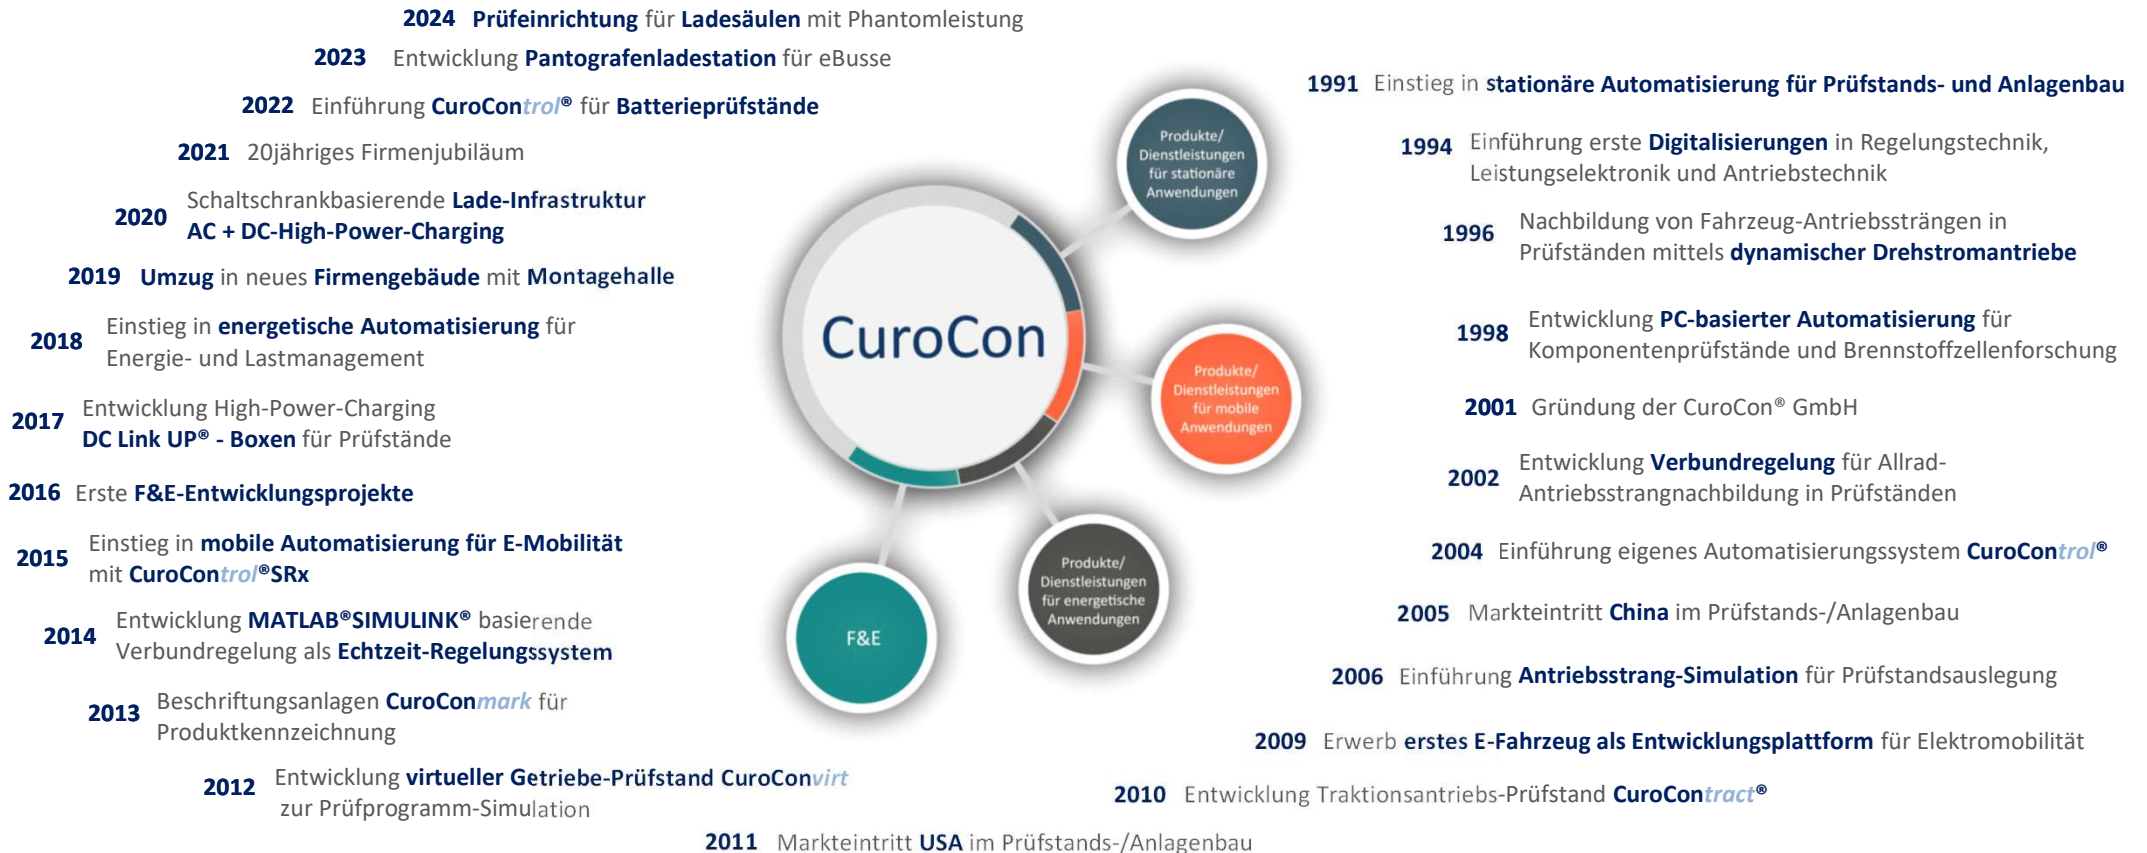 1991 Einstieg in stationäre Automatisierung für Prüfstands- und Anlagenbau
1994 Einführung erste Digitalisierungen in Regelungstechnik,
Leistungselektronik und Antriebstechnik
1996 Nachbildung von Fahrzeug-Antriebssträngen in
Prüfständen mittels dynamischer Drehstromantriebe
1998 Entwicklung PC-basierter Automatisierung für
Komponentenprüfstände und Brennstoffzellenforschung
2001 Gründung der CuroCon® GmbH
2002 Entwicklung Verbundregelung für Allrad-
Antriebsstrangnachbildung in Prüfständen
2004 Einführung eigenes Automatisierungssystem CuroControl®
2005 Markteintritt China im Prüfstands-/Anlagenbau
2006 Einführung Antriebsstrang-Simulation für Prüfstandsauslegung
2009 Erwerb erstes E-Fahrzeug als Entwicklungsplattform für Elektromobilität
2010 Entwicklung Traktionsantriebs-Prüfstand CuroContract®
2011 Markteintritt USA im Prüfstands-/Anlagenbau
2012 Entwicklung virtueller Getriebe-Prüfstand CuroConvirt
zur Prüfprogramm-Simulation
2013 Beschriftungsanlagen CuroConmark für
Produktkennzeichnung
2014 Entwicklung MATLAB®SIMULINK® basierende
Verbundregelung als Echtzeit-Regelungssystem
2015 Einstieg in mobile Automatisierung für E-Mobilität
mit CuroControl®SRx
2016 Erste F&E-Entwicklungsprojekte
2017 Entwicklung High-Power-Charging
DC Link UP® - Boxen für Prüfstände
2018 Einstieg in energetische Automatisierung für
Energie- und Lastmanagement
2019 Umzug in neues Firmengebäude mit Montagehalle
2020 Schaltschrankbasierende Lade-Infrastruktur
AC + DC-High-Power-Charging
2021 20jähriges Firmenjubiläum
2022 Einführung CuroControl® für Batterieprüfstände
2023 Entwicklung Pantografenladestation für eBusse
2024 Prüfeinrichtung für Ladesäulen mit Phantomleistung
CuroCon
Produkte/
Dienstleistungen
für stationäre
Anwendungen
Produkte/
Dienstleistungen
für mobile
Anwendungen
Produkte/
Dienstleistungen
für energetische
Anwendungen
F&E